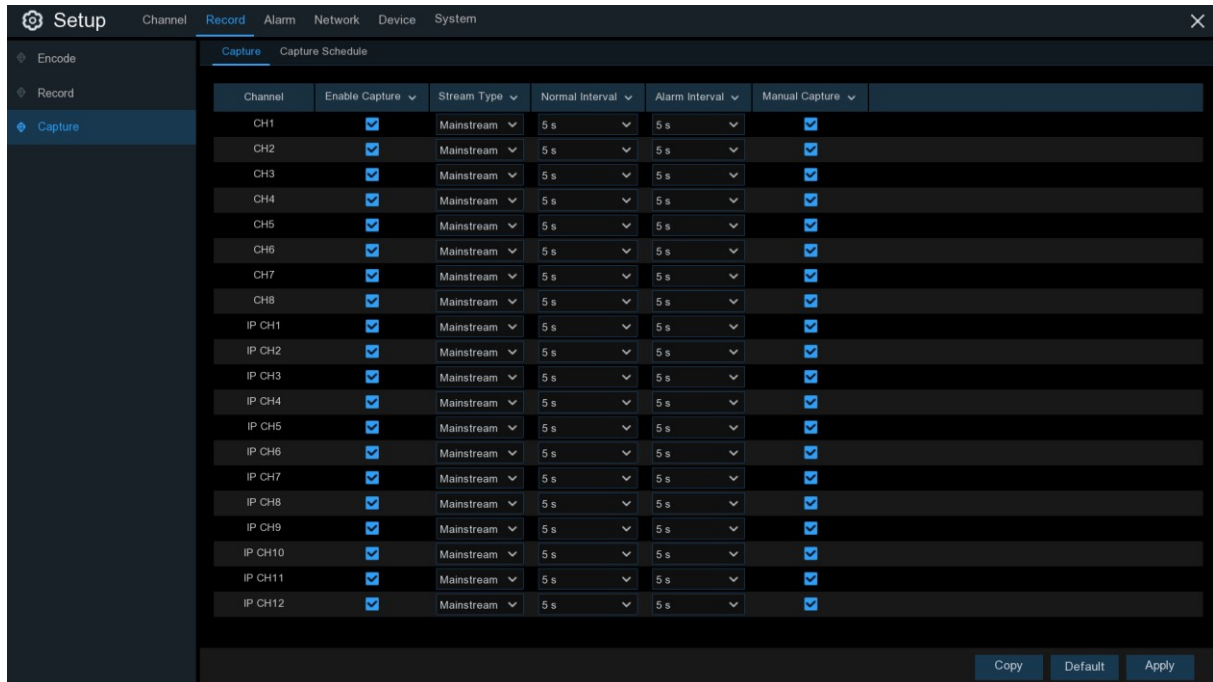 Setup Channel Record Alarm Network Device System
Encode
Record
Capture
Capture Capture Schedule
Channel Enable Capture Stream Type Normal Interval Alarm Interval Manual Capture
CH1 Mainstream 5 s 5 s
CH2 Mainstream 5 s 5 s
CH3 Mainstream 5 s 5 s
CH4 Mainstream 5 s 5 s
CH5 Mainstream 5 s 5 s
CH6 Mainstream 5 s 5 s
CH7 Mainstream 5 s 5 s
CH8 Mainstream 5 s 5 s
IP CH1 Mainstream 5 s 5 s
IP CH2 Mainstream 5 s 5 s
IP CH3 Mainstream 5 s 5 s
IP CH4 Mainstream 5 s 5 s
IP CH5 Mainstream 5 s 5 s
IP CH6 Mainstream 5 s 5 s
IP CH7 Mainstream 5 s 5 s
IP CH8 Mainstream 5 s 5 s
IP CH9 Mainstream 5 s 5 s
IP CH10 Mainstream 5 s 5 s
IP CH11 Mainstream 5 s 5 s
IP CH12 Mainstream 5 s 5 s
Copy Default Apply